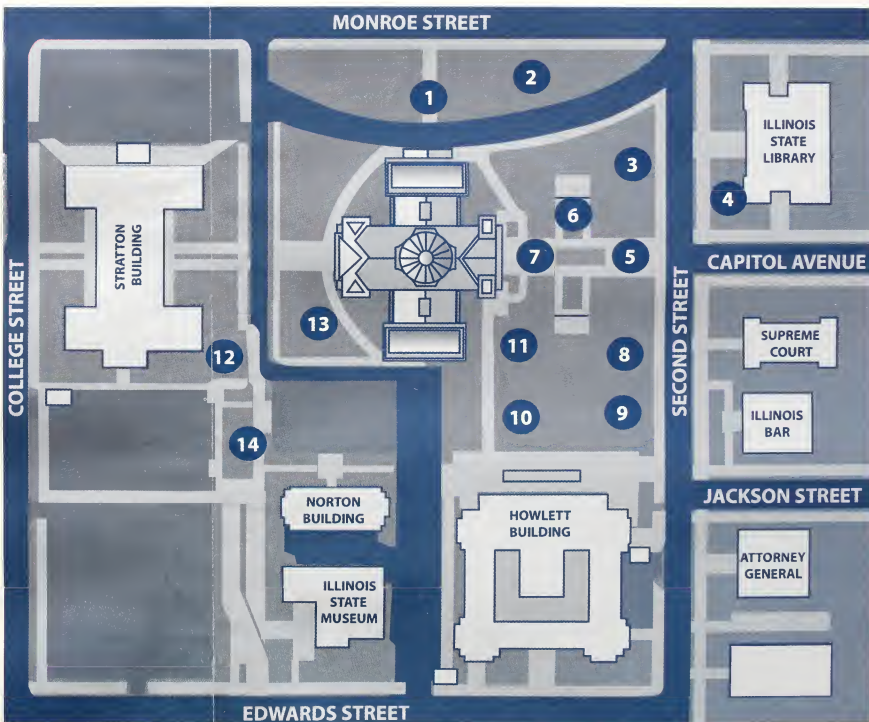 MONROE STREET
1
2
ILLINOIS
STATE
LIBRARY
3
4
6
STRATTON
BUILDING
7
5
CAPITOL AVENUE
COLLEGE STREET
SECOND STREET
13
11
8
12
SUPREME
COURT
10
9
ILLINOIS
BAR
14
NORTON
BUILDING
HOWLETT
BUILDING
JACKSON STREET
ATTORNEY
GENERAL
ILLINOIS
STATE
MUSEUM
EDWARDS STREET